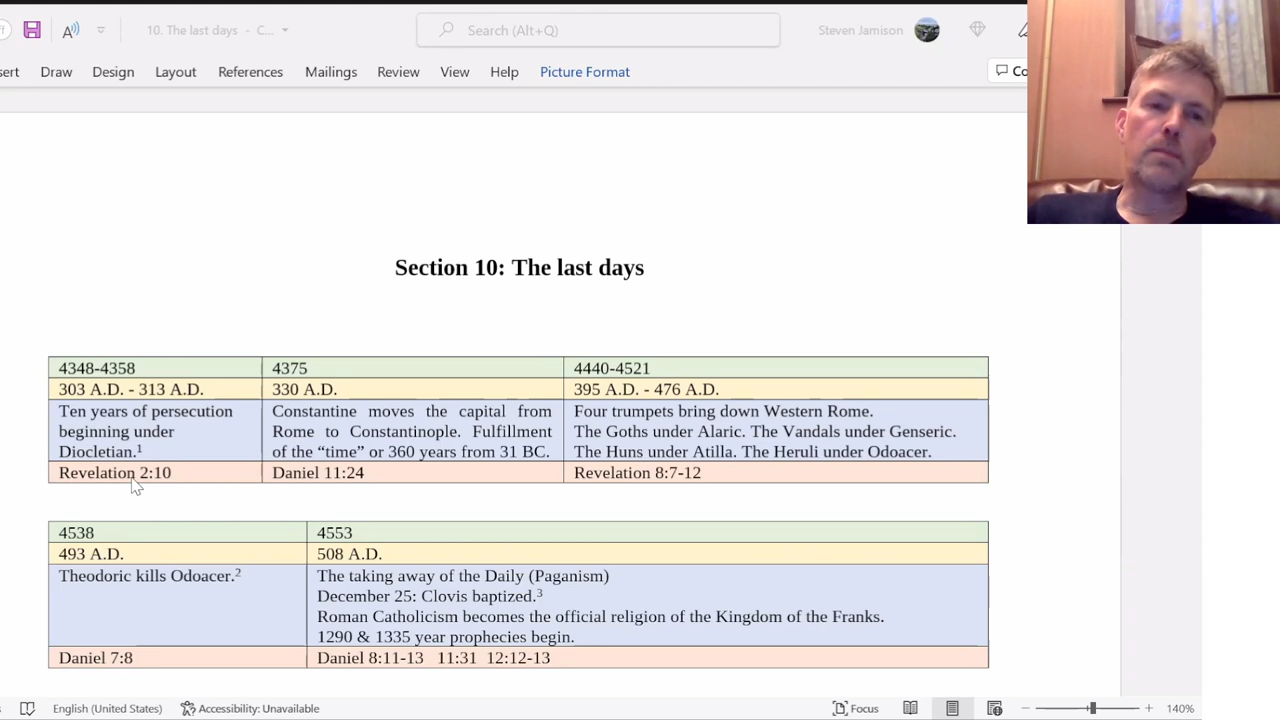 10. The last days - C...
Search (Alt+Q)
Steven Jamison
Draw
Design
Layout
References
Mailings
Review
View
Help
Picture Format
Section 10: The last days
4348-4358
4375
4440-4521
303 A.D. - 313 A.D.
330 A.D.
395 A.D. - 476 A.D.
Ten years of persecution
beginning under
Diocletian.¹
Constantine moves the capital from
Rome to Constantinople. Fulfillment
of the “time” or 360 years from 31 BC.
Four trumpets bring down Western Rome.
The Goths under Alaric. The Vandals under Genseric.
The Huns under Atilla. The Heruli under Odoacer.
Revelation 2:10
Daniel 11:24
Revelation 8:7-12
4538
4553
493 A.D.
508 A.D.
Theodoric kills Odoacer.²
The taking away of the Daily (Paganism)
December 25: Clovis baptized.³
Roman Catholicism becomes the official religion of the Kingdom of the Franks.
1290 & 1335 year prophecies begin.
Daniel 7:8
Daniel 8:11-13 11:31 12:12-13
English (United States)
Accessibility: Unavailable
Focus
140%